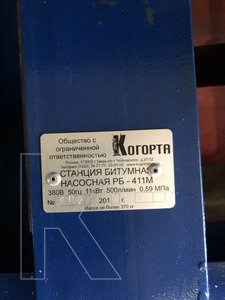 Общество с
ограниченной
ответственностью
КОГОРТА
СТАНЦИЯ БИТУМНАЯ
НАСОСНАЯ РБ - 411М
380В 50гц 11кВт 500л/мин 0,59 МПа
№ 201 г.
Масса не более 370 кг